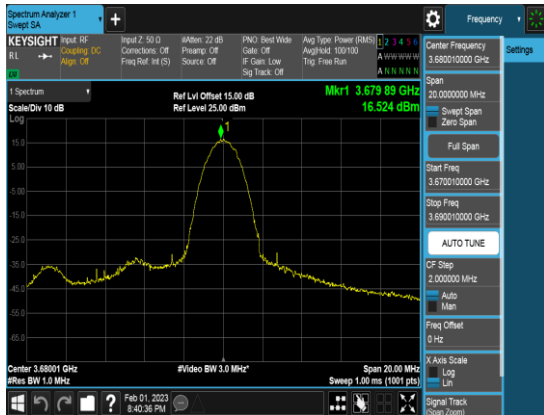 Spectrum Analyzer 1
Swept SA
Frequency
KEYSIGHT
RL
Input: RF
Coupling: DC
Align: Off
Input Z: 50 Ω
Corrections: Off
Freq Ref: Int (S)
#Atten: 22 dB
Preamp: Off
Source: Off
PNO: Best Wide
Gate: Off
IF Gain: Low
Sig Track: Off
Avg Type: Power (RMS)
Avg|Hold: 100/100
Trig: Free Run
1 2 3 4 5 6
A W W W W W
A N N N N N
1 Spectrum
Scale/Div 10 dB
Ref Lvl Offset 15.00 dB
Ref Level 25.00 dBm
Mkr1 3.679 89 GHz
16.524 dBm
Log
15.0
5.00
-5.00
-15.0
-25.0
-35.0
-45.0
-55.0
-65.0
1
Center 3.68001 GHz
#Res BW 1.0 MHz
#Video BW 3.0 MHz*
Span 20.00 MHz
Sweep 1.00 ms (1001 pts)
Feb 01, 2023
8:40:36 PM
Center Frequency
3.680010000 GHz
Settings
Span
20.0000000 MHz
Swept Span
Zero Span
Full Span
Start Freq
3.670010000 GHz
Stop Freq
3.690010000 GHz
AUTO TUNE
CF Step
2.000000 MHz
Auto
Man
Freq Offset
0 Hz
X Axis Scale
Log
Lin
Signal Track
(Span Zoom)